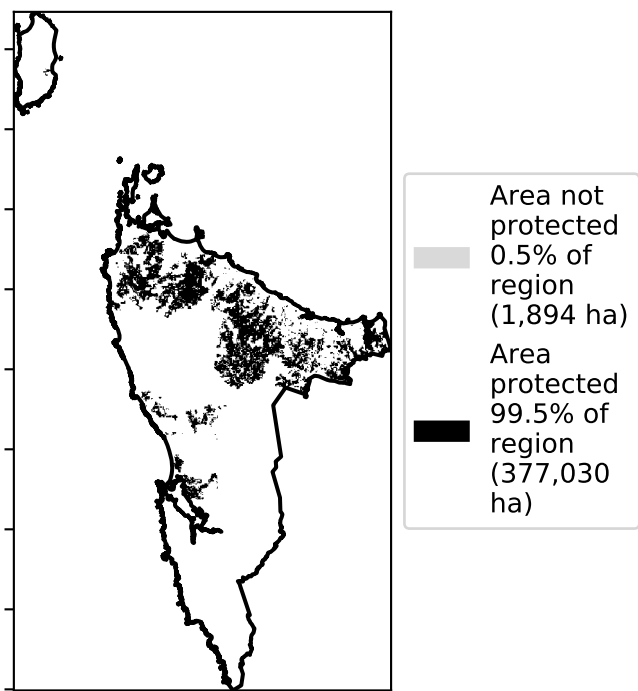 Area not
protected
0.5% of
region
(1,894 ha)
Area
protected
99.5% of
region
(377,030
ha)